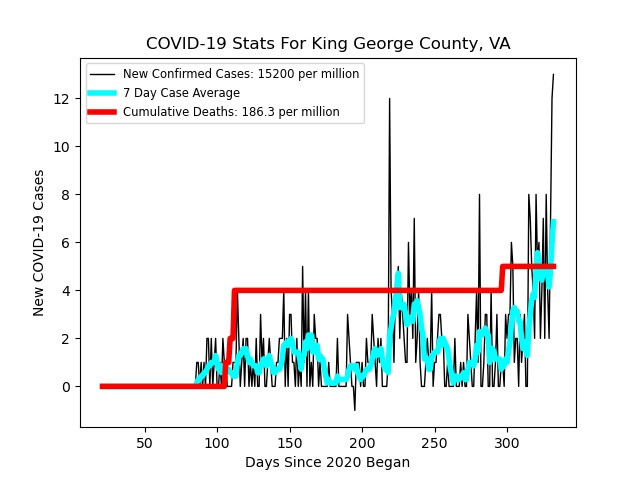 COVID-19 Stats For King George County, VA
New Confirmed Cases: 15200 per million
7 Day Case Average
Cumulative Deaths: 186.3 per million
New COVID-19 Cases
12
10
8
6
4
2
0
50
100
150
200
250
300
Days Since 2020 Began